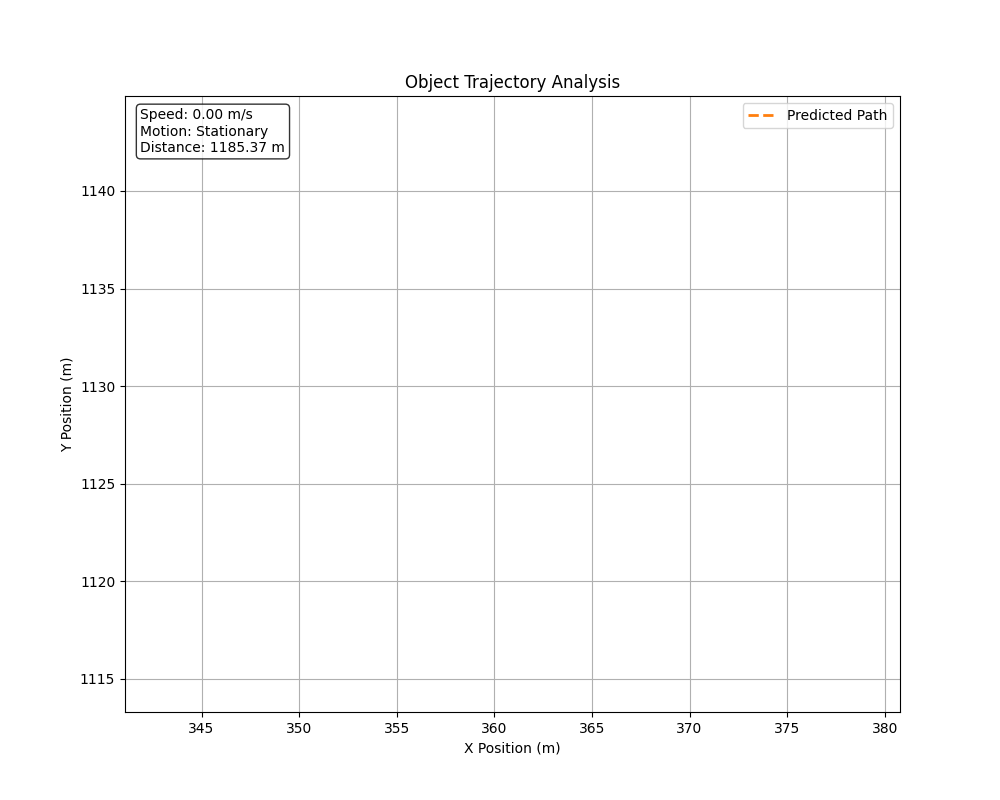 Object Trajectory Analysis
Speed: 0.00 m/s
Motion: Stationary
Distance: 1185.37 m
Predicted Path
1140
1135
1130
1125
1120
1115
Y Position (m)
345 350 355 360 365 370 375 380
X Position (m)